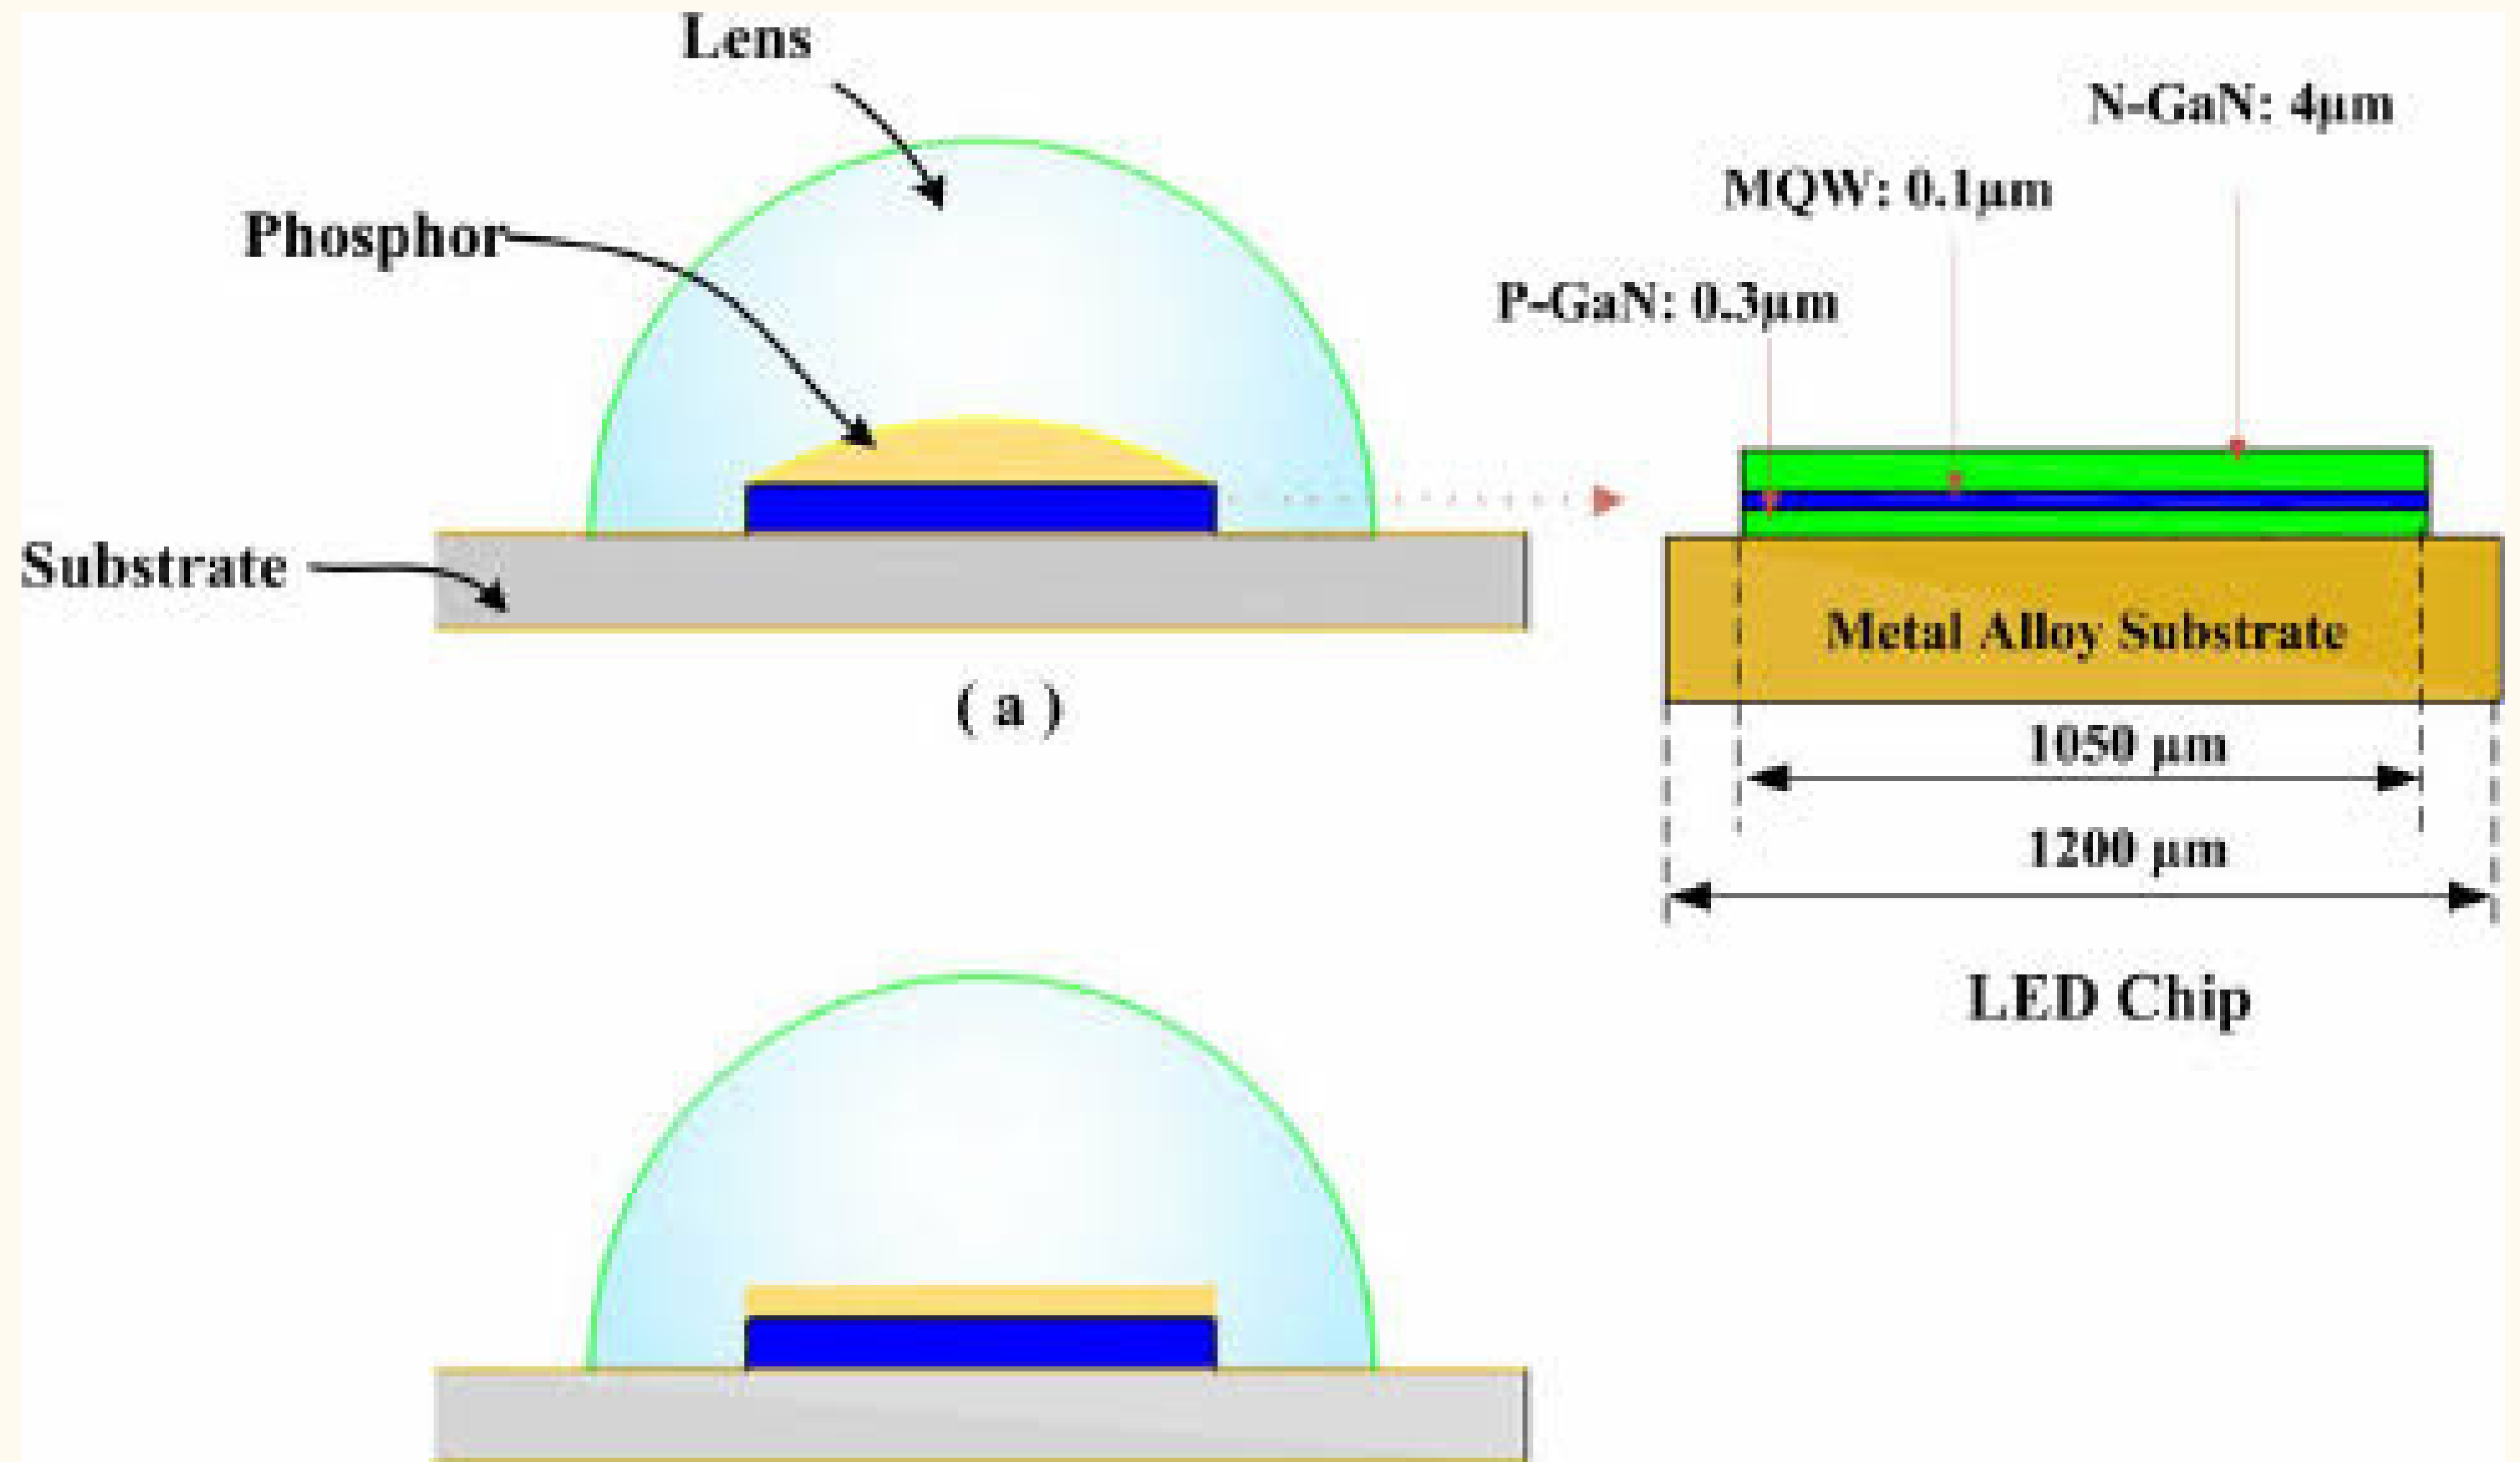 Lens
N-GaN: 4μm
MQW: 0.1μm
Phosphor
P-GaN: 0.3μm
Substrate
Metal Alloy Substrate
( a )
1050 μm
1200 μm
LED Chip